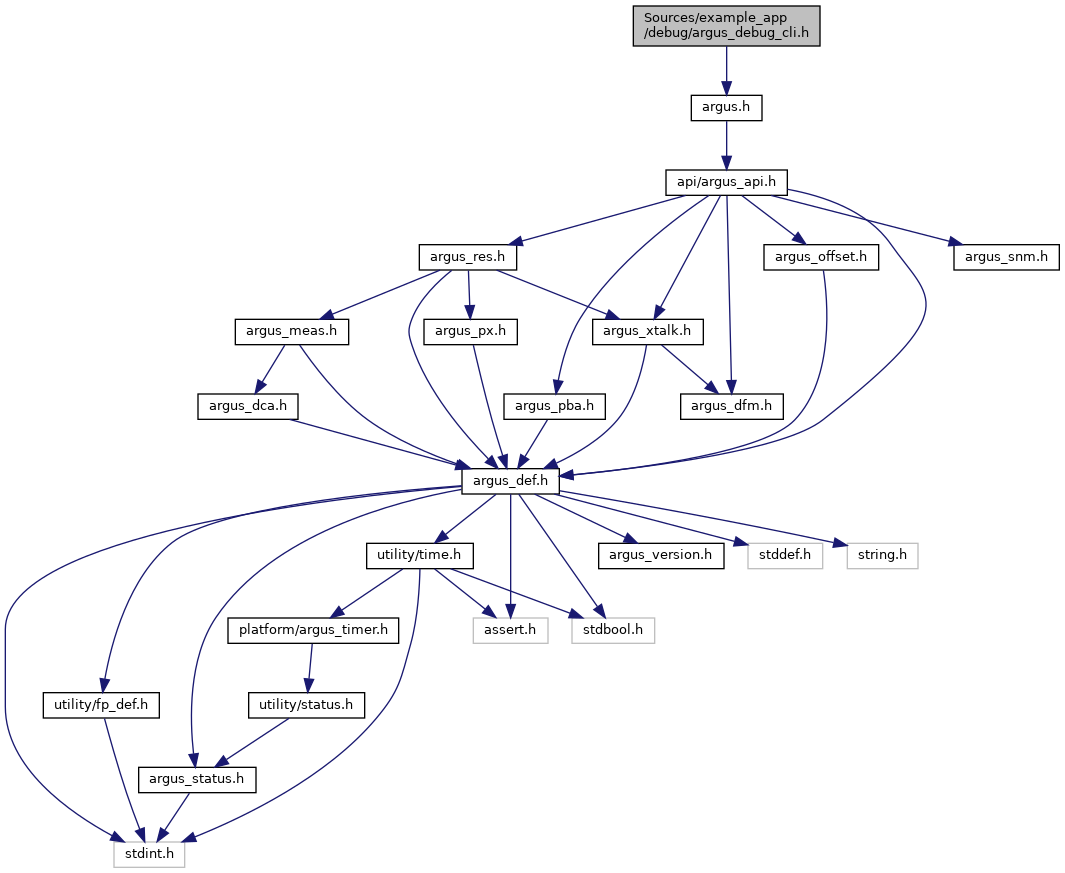 Sources/example_app
/debug/argus_debug_cli.h
argus.h
api/argus_api.h
argus_res.h
argus_offset.h
argus_snm.h
argus_meas.h
argus_px.h
argus_xtalk.h
argus_dca.h
argus_pba.h
argus_dfm.h
argus_def.h
utility/time.h
argus_version.h
stddef.h
string.h
platform/argus_timer.h
assert.h
stdbool.h
utility/fp_def.h
utility/status.h
argus_status.h
stdint.h